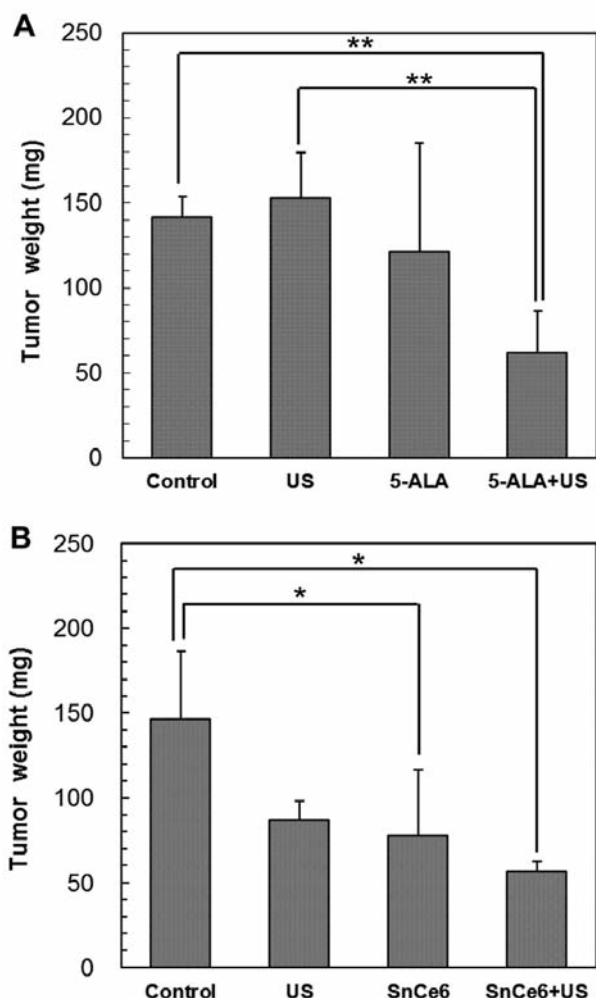 A
250
200
150
100
50
0
Tumor weight (mg)
**
**
Control US 5-ALA 5-ALA+US
B
250
200
150
100
50
0
Tumor weight (mg)
*
*
Control US SnCe6 SnCe6+US